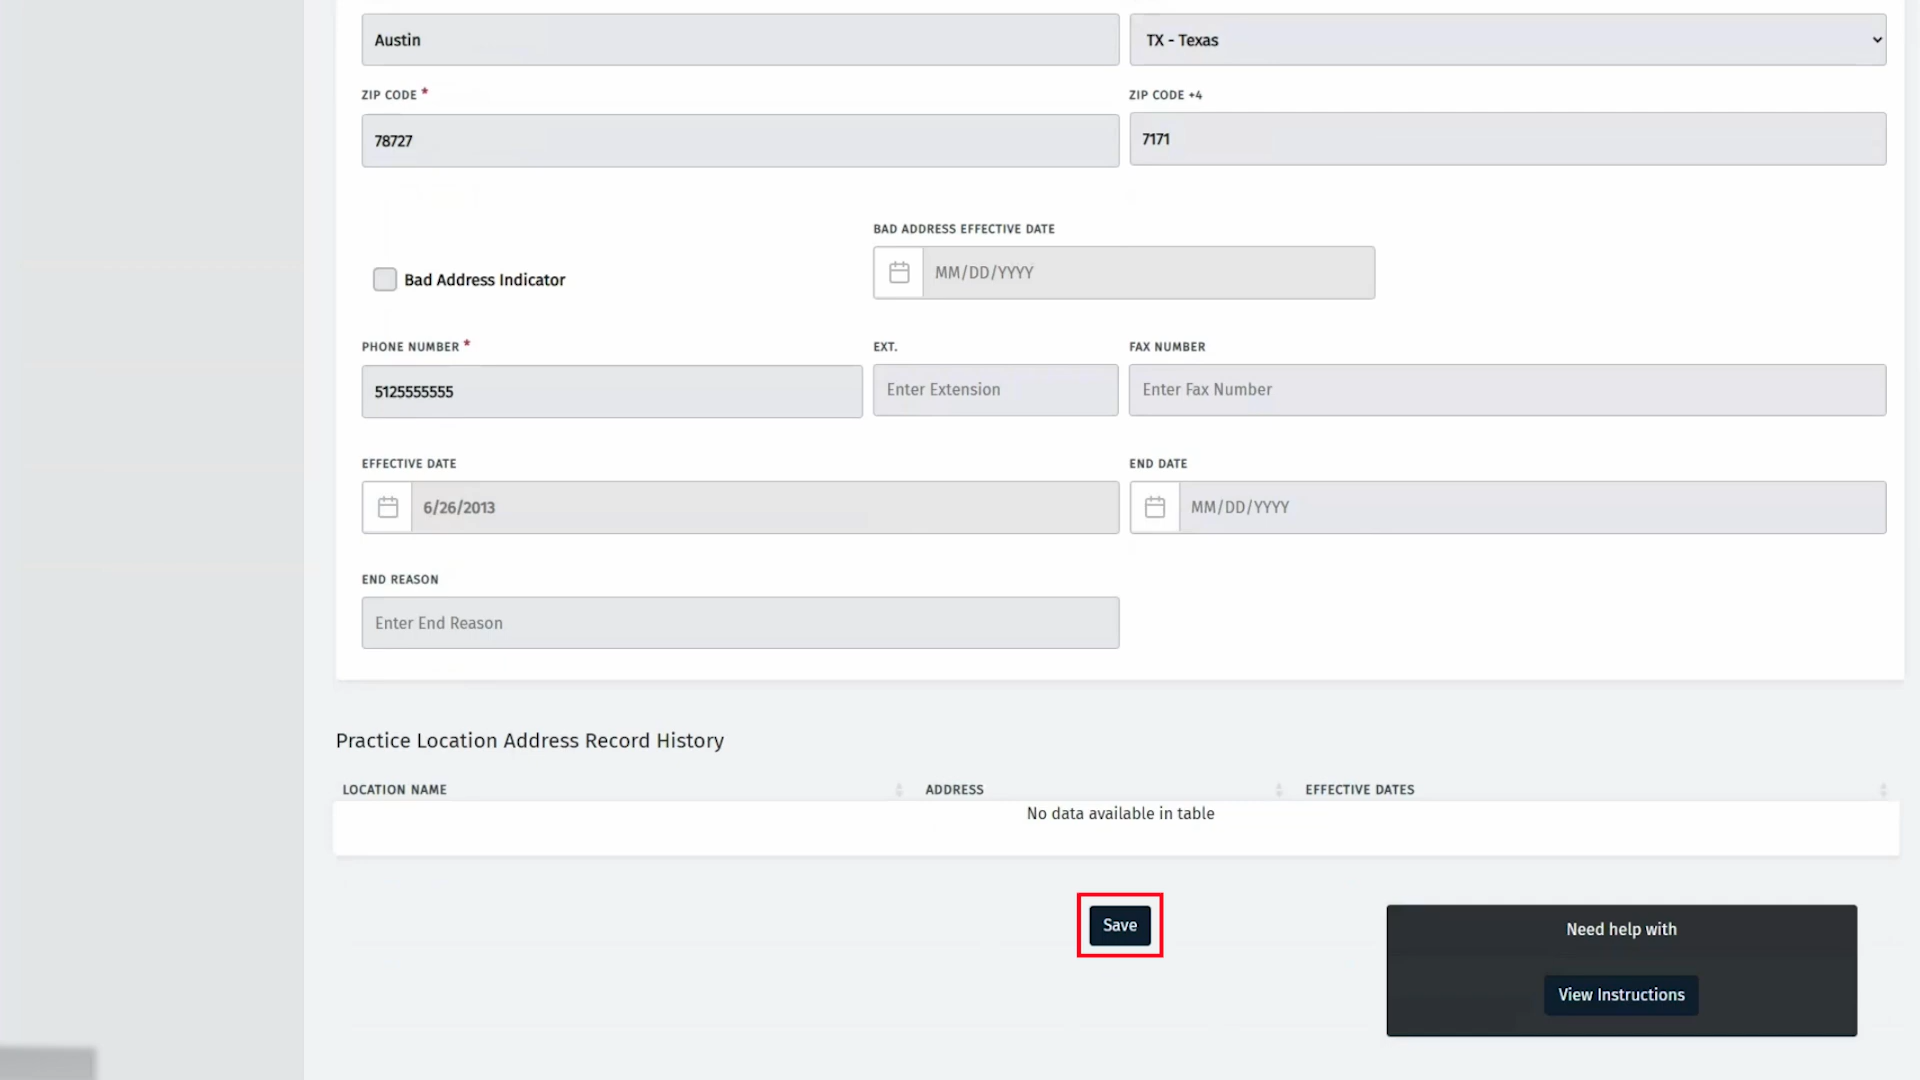 Austin
TX - Texas
ZIP CODE *
ZIP CODE +4
78727
7171
BAD ADDRESS EFFECTIVE DATE
MM/DD/YYYY
Bad Address Indicator
PHONE NUMBER *
EXT.
FAX NUMBER
5125555555
Enter Extension
Enter Fax Number
EFFECTIVE DATE
END DATE
6/26/2013
MM/DD/YYYY
END REASON
Enter End Reason
Practice Location Address Record History
LOCATION NAME
ADDRESS
EFFECTIVE DATES
No data available in table
Save
Need help with
View Instructions